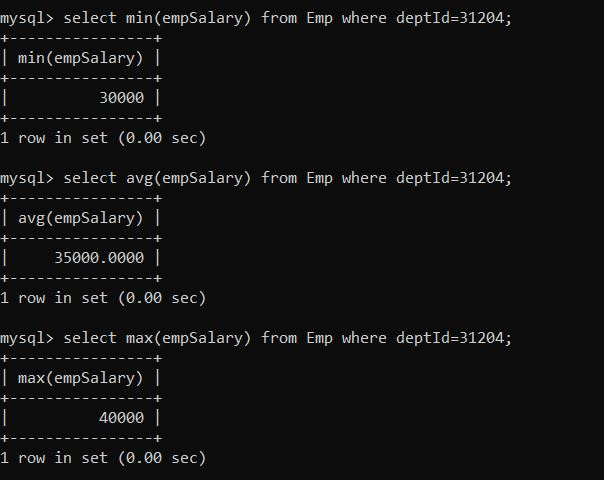 mysql> select min(empSalary) from Emp where deptId=31204;
+----------------+
| min(empSalary) |
+----------------+
|          30000 |
+----------------+
1 row in set (0.00 sec)

mysql> select avg(empSalary) from Emp where deptId=31204;
+----------------+
| avg(empSalary) |
+----------------+
|     35000.0000 |
+----------------+
1 row in set (0.00 sec)

mysql> select max(empSalary) from Emp where deptId=31204;
+----------------+
| max(empSalary) |
+----------------+
|          40000 |
+----------------+
1 row in set (0.00 sec)